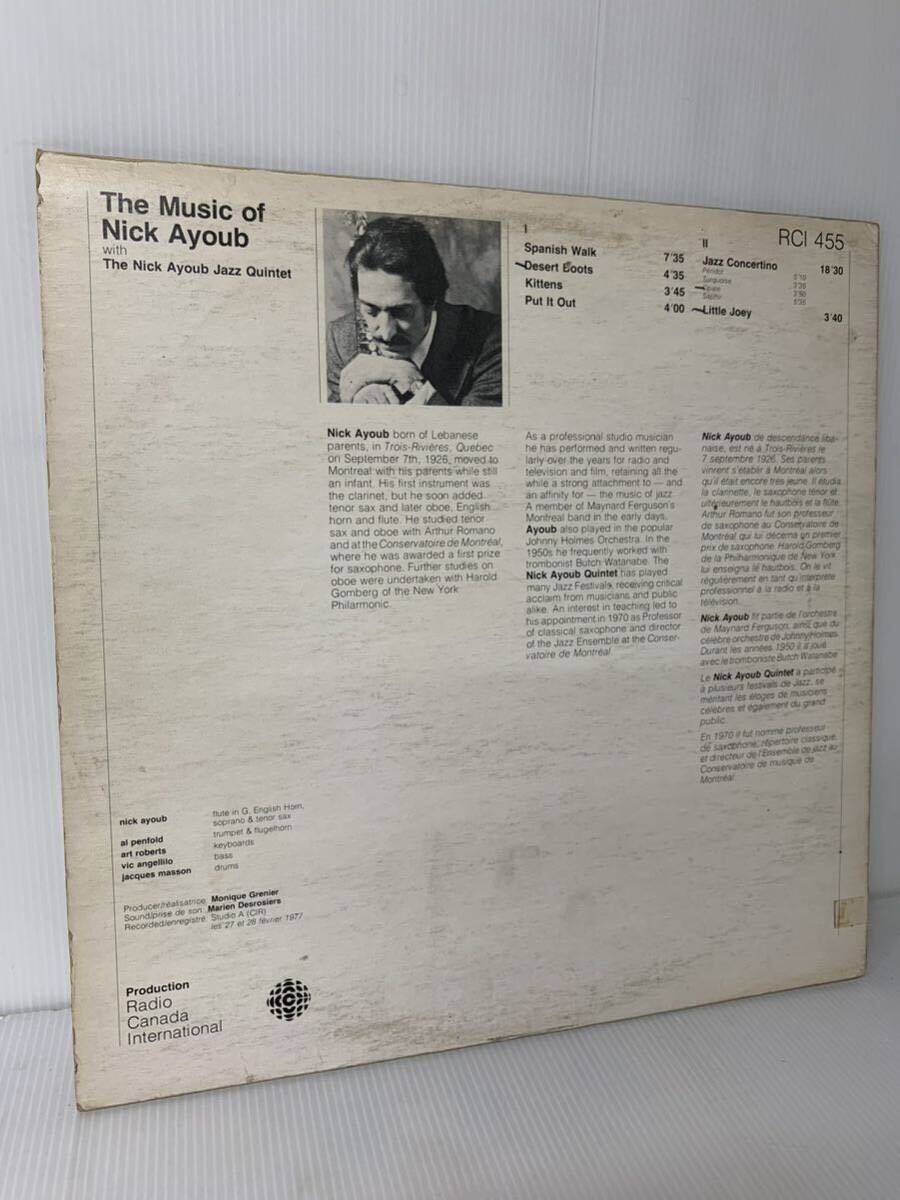 The Music of
Nick Ayoub
with
The Nick Ayoub Jazz Quintet
I
Spanish Walk 7'35
Desert Boots 4'35
Kittens 3'45
Put It Out 4'00
II
RCI 455
Jazz Concertino 18'30
Péridot
Turquoise
Opale
Saphir
Little Joey 3'40
Nick Ayoub born of Lebanese
parents, in Trois-Rivières, Quebec
on September 7th, 1926, moved to
Montreal with his parents while still
an infant. His first instrument was
the clarinet, but he soon added
tenor sax and later oboe, English
horn and flute. He studied tenor
sax and oboe with Arthur Romano
and at the Conservatoire de Montréal,
where he was awarded a first prize
for saxophone. Further studies on
oboe were undertaken with Harold
Gomberg of the New York
Philarmonic.
As a professional studio musician
he has performed and written regu-
larly over the years for radio and
television and film, retaining all the
while a strong attachment to — and
an affinity for — the music of jazz.
A member of Maynard Ferguson's
Montreal band in the early days,
Ayoub also played in the popular
Johnny Holmes Orchestra. In the
1950s he frequently worked with
trombonist Butch Watanabe. The
Nick Ayoub Quintet has played
many Jazz Festivals, receiving critical
acclaim from musicians and public
alike. An interest in teaching led to
his appointment in 1970 as Professor
of classical saxophone and director
of the Jazz Ensemble at the Conser-
vatoire de Montréal.
Nick Ayoub de descendance liba-
naise, est né à Trois-Rivières le
7 septembre 1926. Ses parents
vinrent s'établir à Montréal alors
qu'il était encore très jeune. Il étudia
la clarinette, le saxophone ténor et
ultérieurement le hautbois et la flûte.
Arthur Romano fut son professeur
de saxophone au Conservatoire de
Montréal qui lui décerna un premier
prix de saxophone. Harold Gomberg
de la Philharmonique de New York
lui enseigna le hautbois. On le vit
régulièrement en tant qu'interprète
professionnel à la radio et à la
télévision.
Nick Ayoub fit partie de l'orchestre
de Maynard Ferguson, ainsi que du
célèbre orchestre de Johnny Holmes.
Durant les années 1950 il a joué
avec le tromboniste Butch Watanabe
Le Nick Ayoub Quintet a participé
à plusieurs festivals de Jazz, se
méritant les éloges de musiciens
célèbres et également du grand
public.
En 1970 il fut nommé professeur
de saxophone, répertoire classique,
et directeur de l'Ensemble de jazz au
Conservatoire de musique de
Montréal.
nick ayoub flute in G, English Horn,
soprano & tenor sax
al penfold trumpet & flugelhorn
art roberts keyboards
vic angellilo bass
jacques masson drums
Producer/réalisatrice: Monique Grenier
Sound/prise de son: Marien Desrosiers
Recorded/enregistré: Studio A (CIR)
les 27 et 28 février 1977
Production
Radio
Canada
International